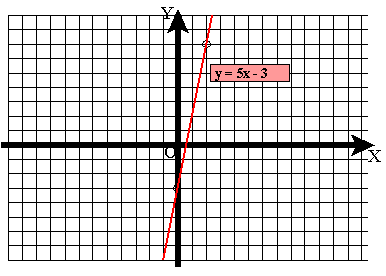 Y
y = 5x - 3
O
X